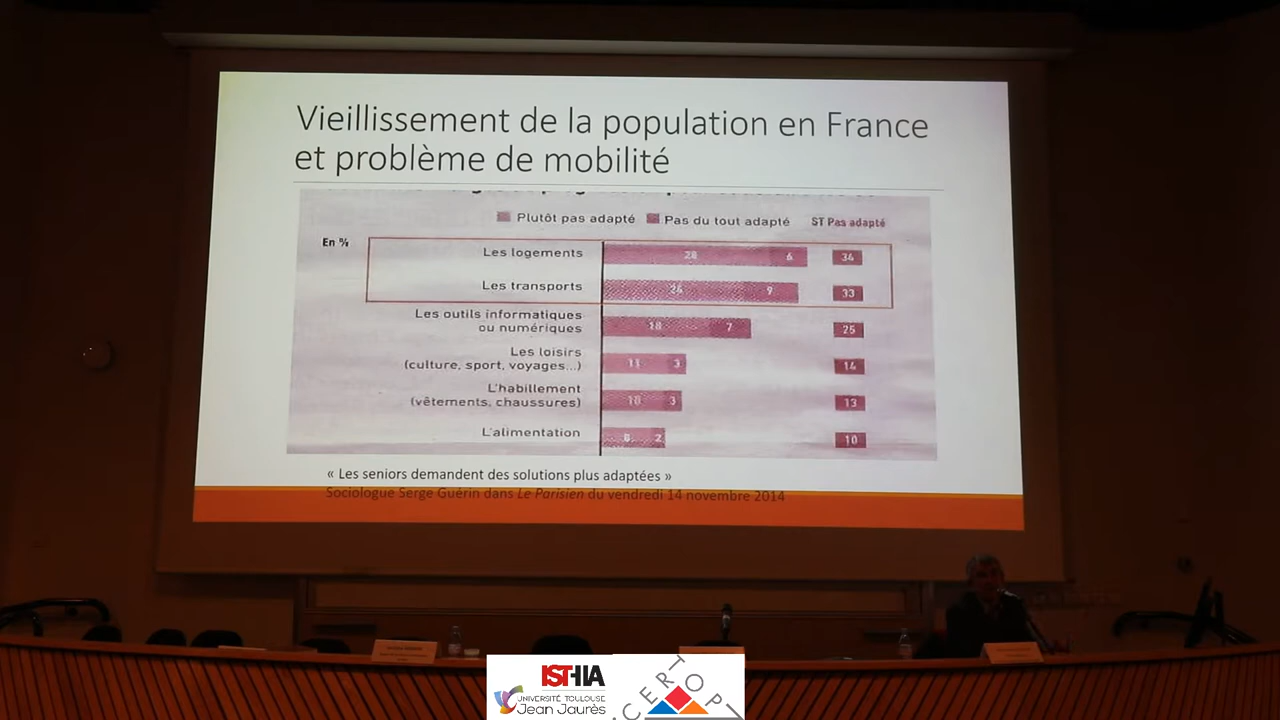 Vieillissement de la population en France
et problème de mobilité
Plutôt pas adapté Pas du tout adapté ST Pas adapté
En %
Les logements 28 6 34
Les transports 24 9 33
Les outils informatiques
ou numériques 18 7 25
Les loisirs
(culture, sport, voyages...) 11 3 14
L'habillement
(vêtements, chaussures) 10 3 13
L'alimentation 8 2 10
« Les seniors demandent des solutions plus adaptées »
Sociologue Serge Guérin dans Le Parisien du vendredi 14 novembre 2014
ISTHIA
UNIVERSITÉ TOULOUSE
Jean Jaurès
CERTOP